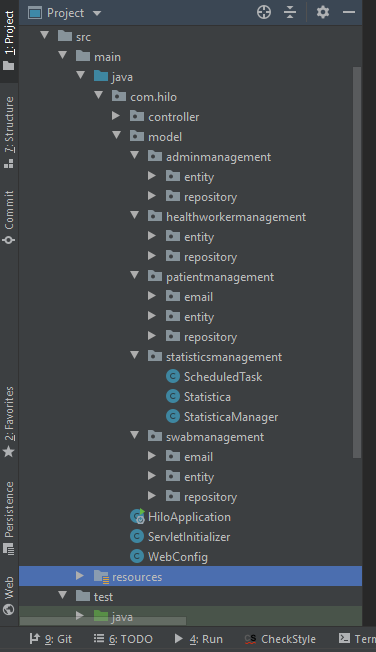 Project
1: Project
src
main
java
com.hilo
controller
model
adminmanagement
entity
repository
healthworkermanagement
entity
repository
patientmanagement
email
entity
repository
statisticsmanagement
ScheduledTask
Statistica
StatisticaManager
swabmanagement
email
entity
repository
HiloApplication
ServletInitializer
WebConfig
resources
test
java
7: Structure
Commit
2: Favorites
Persistence
Web
9: Git
6: TODO
4: Run
CheckStyle
Term